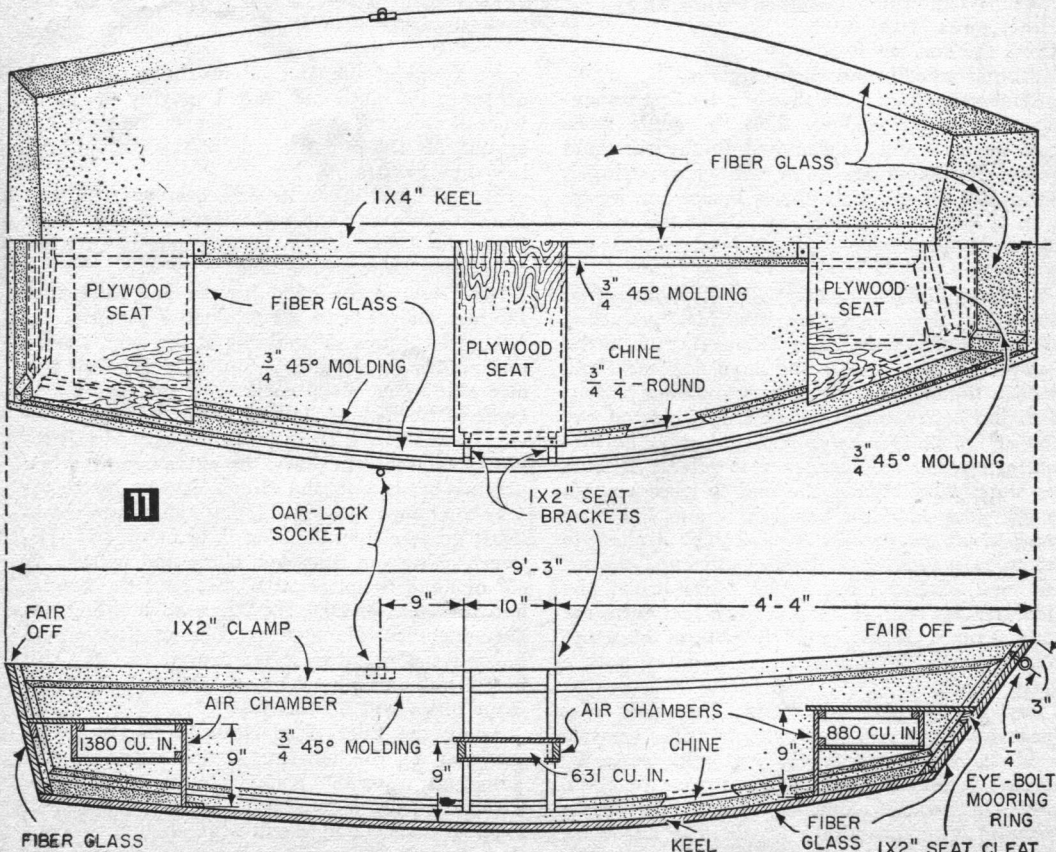 FIBER GLASS
1X4" KEEL
PLYWOOD
SEAT
FIBER/GLASS
3/4" 45° MOLDING
PLYWOOD
SEAT
3/4" 45° MOLDING
PLYWOOD
SEAT
CHINE
3/4" 1/4-ROUND
3/4" 45° MOLDING
11
OAR-LOCK
SOCKET
1X2" SEAT
BRACKETS
9'-3"
9"
10"
4'-4"
FAIR
OFF
1X2" CLAMP
FAIR OFF
AIR CHAMBER
1380 CU. IN.
9"
3/4" 45° MOLDING
9"
AIR CHAMBERS
631 CU. IN.
CHINE
9"
880 CU. IN.
3"
1/4"
EYE-BOLT
MOORING
RING
FIBER GLASS
KEEL
FIBER
GLASS
1X2" SEAT CLEAT